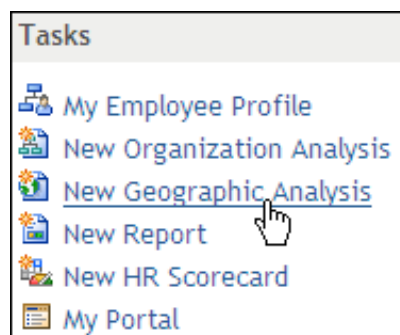 Tasks
My Employee Profile
New Organization Analysis
New Geographic Analysis
New Report
New HR Scorecard
My Portal